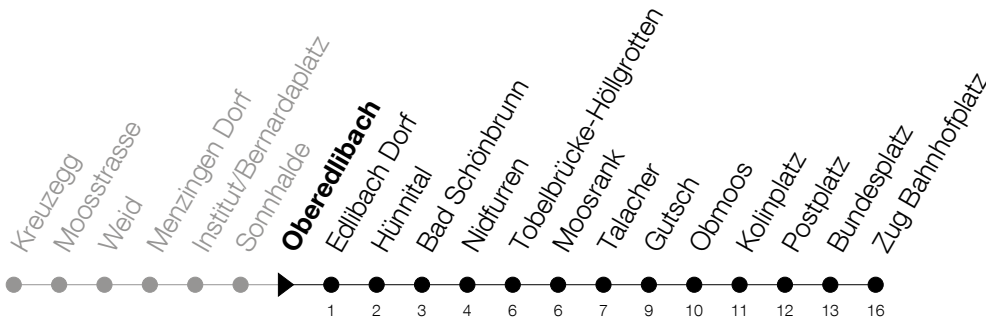 Kreuzegg
Moosstrasse
Weid
Menzingen Dorf
Institut/Bernardaplatz
Sonnhalde
Oberedlibach
Edlibach Dorf
Hünnital
Bad Schönbrunn
Nidfurren
Tobelbrücke-Höllgrotten
Moosrank
Talacher
Gutsch
Obmoos
Kolinplatz
Postplatz
Bundesplatz
Zug Bahnhofplatz
1 2 3 4 6 6 7 9 10 11 12 13 16